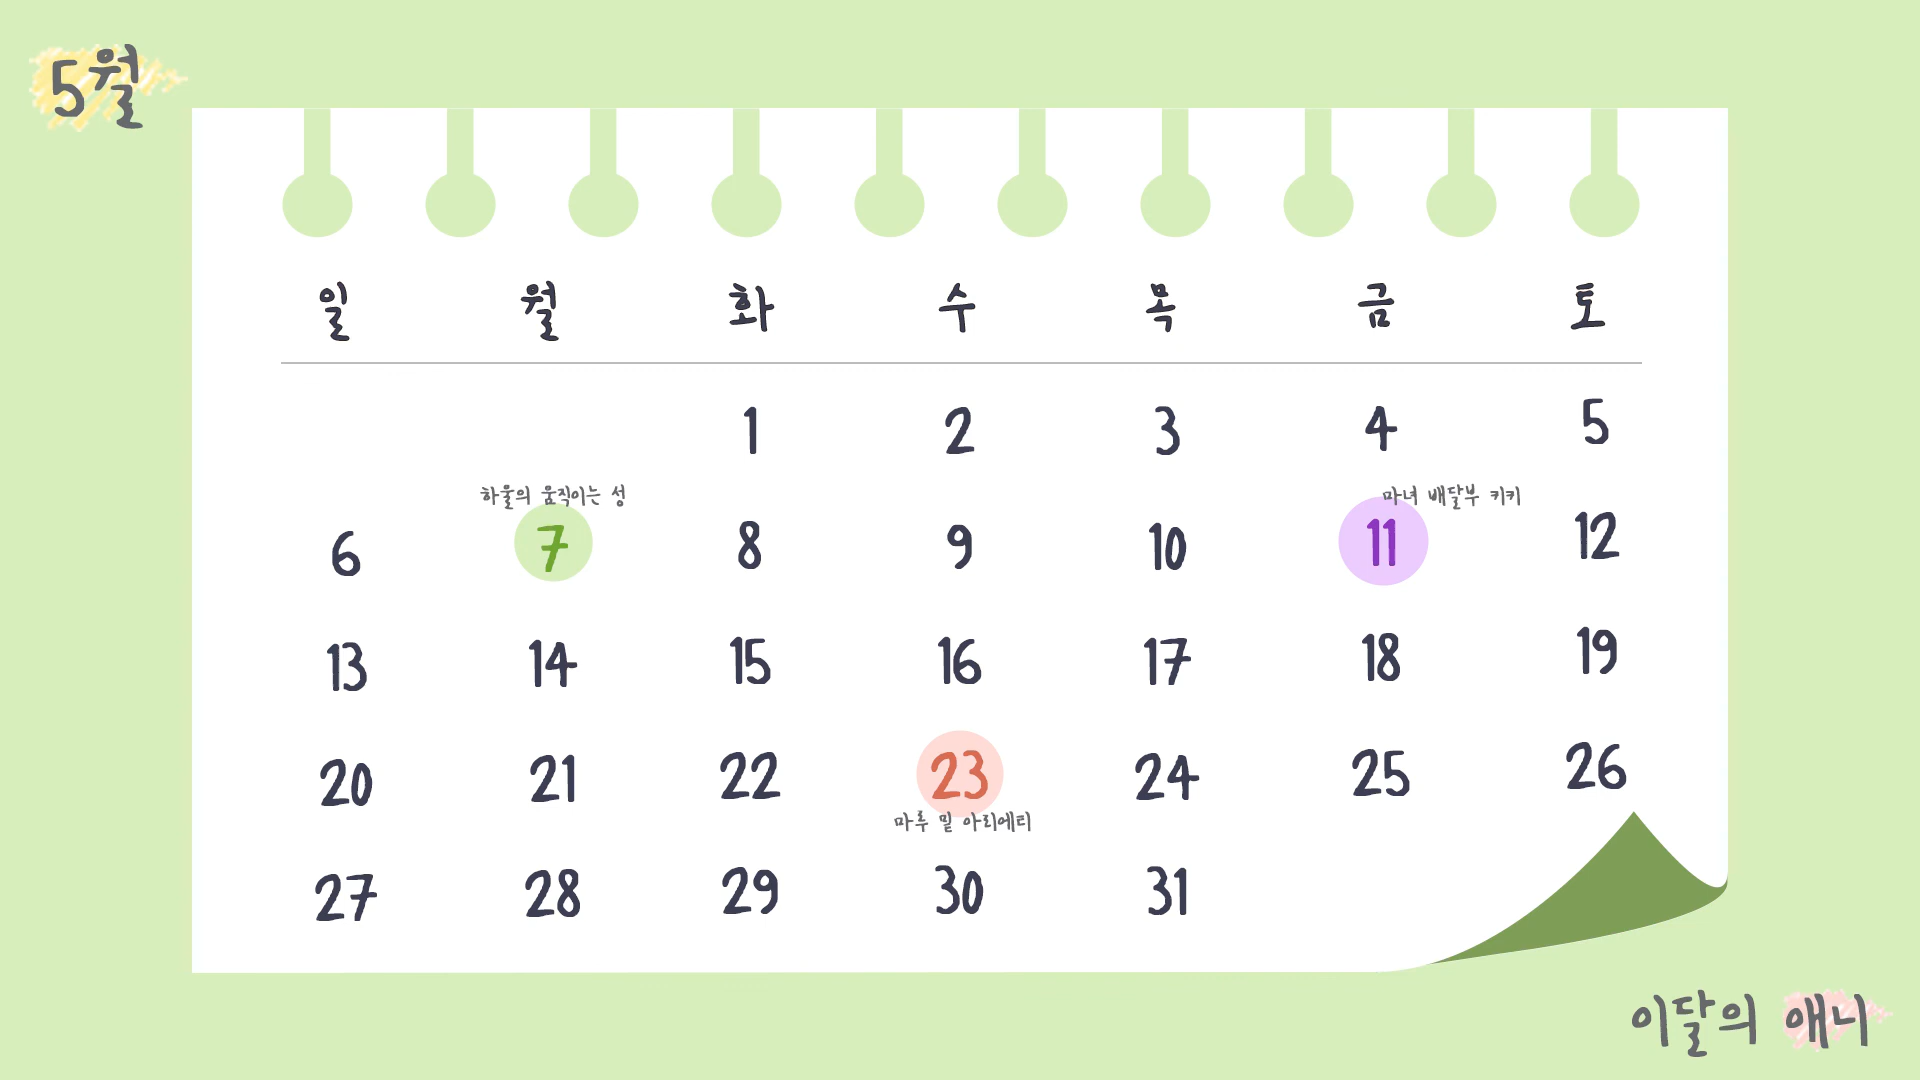 5월
일 월 화 수 목 금 토
1 2 3 4 5
하울의 움직이는 성 마녀 배달부 키키
6 7 8 9 10 11 12
13 14 15 16 17 18 19
20 21 22 23 24 25 26
마루 밑 아리에티
27 28 29 30 31
이달의 애니